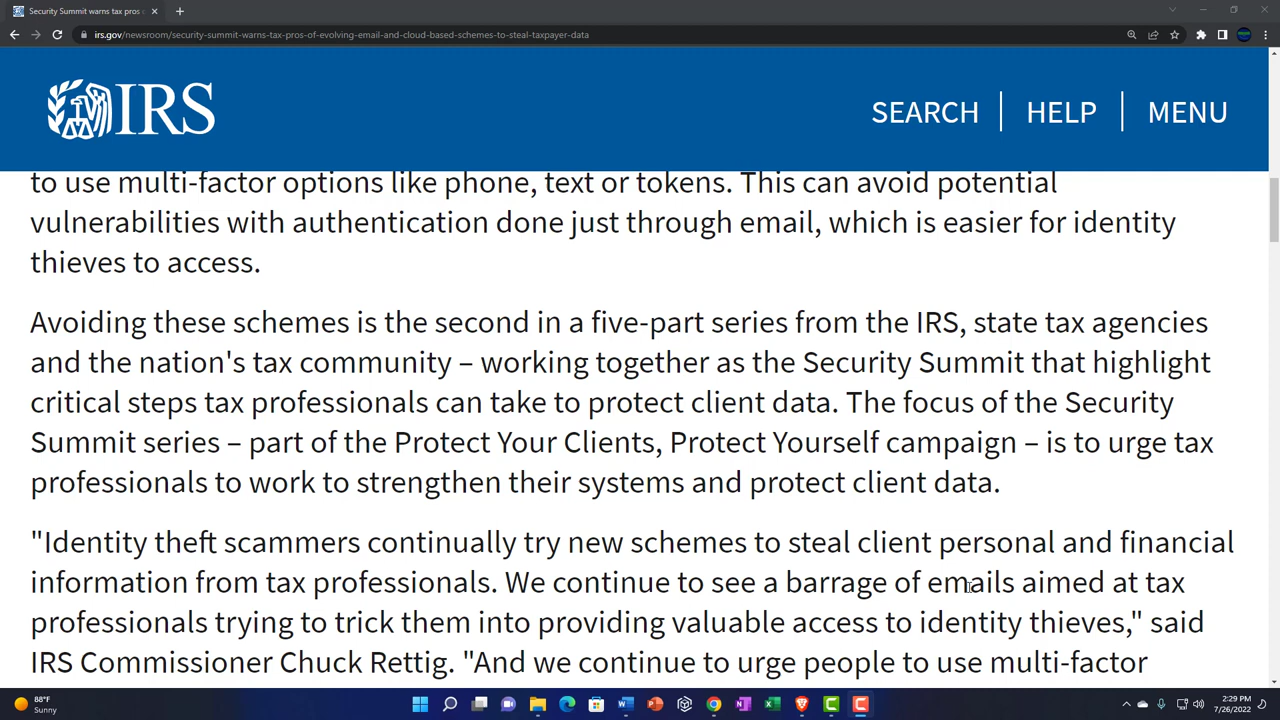 Security Summit warns tax pros
irs.gov/newsroom/security-summit-warns-tax-pros-of-evolving-email-and-cloud-based-schemes-to-steal-taxpayer-data
IRS
SEARCH
HELP
MENU
to use multi-factor options like phone, text or tokens. This can avoid potential
vulnerabilities with authentication done just through email, which is easier for identity
thieves to access.
Avoiding these schemes is the second in a five-part series from the IRS, state tax agencies
and the nation's tax community – working together as the Security Summit that highlight
critical steps tax professionals can take to protect client data. The focus of the Security
Summit series – part of the Protect Your Clients, Protect Yourself campaign – is to urge tax
professionals to work to strengthen their systems and protect client data.
"Identity theft scammers continually try new schemes to steal client personal and financial
information from tax professionals. We continue to see a barrage of emails aimed at tax
professionals trying to trick them into providing valuable access to identity thieves," said
IRS Commissioner Chuck Rettig. "And we continue to urge people to use multi-factor
88°F
Sunny
2:29 PM
7/26/2022